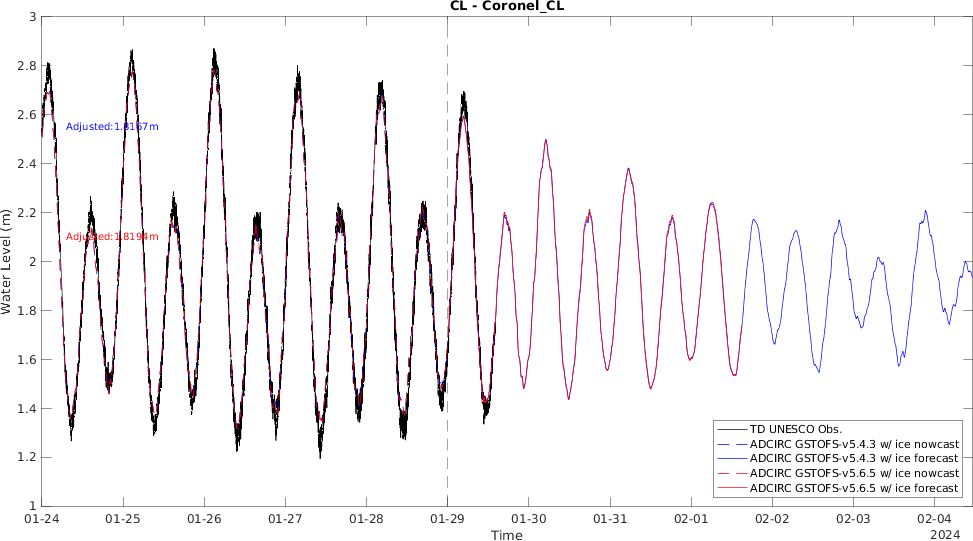 CL - Coronel_CL
3
2.8
2.6
2.4
2.2
2
1.8
1.6
1.4
1.2
1
Water Level (m)
Adjusted:1.8167m
Adjusted:1.8194m
TD UNESCO Obs.
ADCIRC GSTOFS-v5.4.3 w/ ice nowcast
ADCIRC GSTOFS-v5.4.3 w/ ice forecast
ADCIRC GSTOFS-v5.6.5 w/ ice nowcast
ADCIRC GSTOFS-v5.6.5 w/ ice forecast
01-24 01-25 01-26 01-27 01-28 01-29 01-30 01-31 02-01 02-02 02-03 02-04
Time
2024